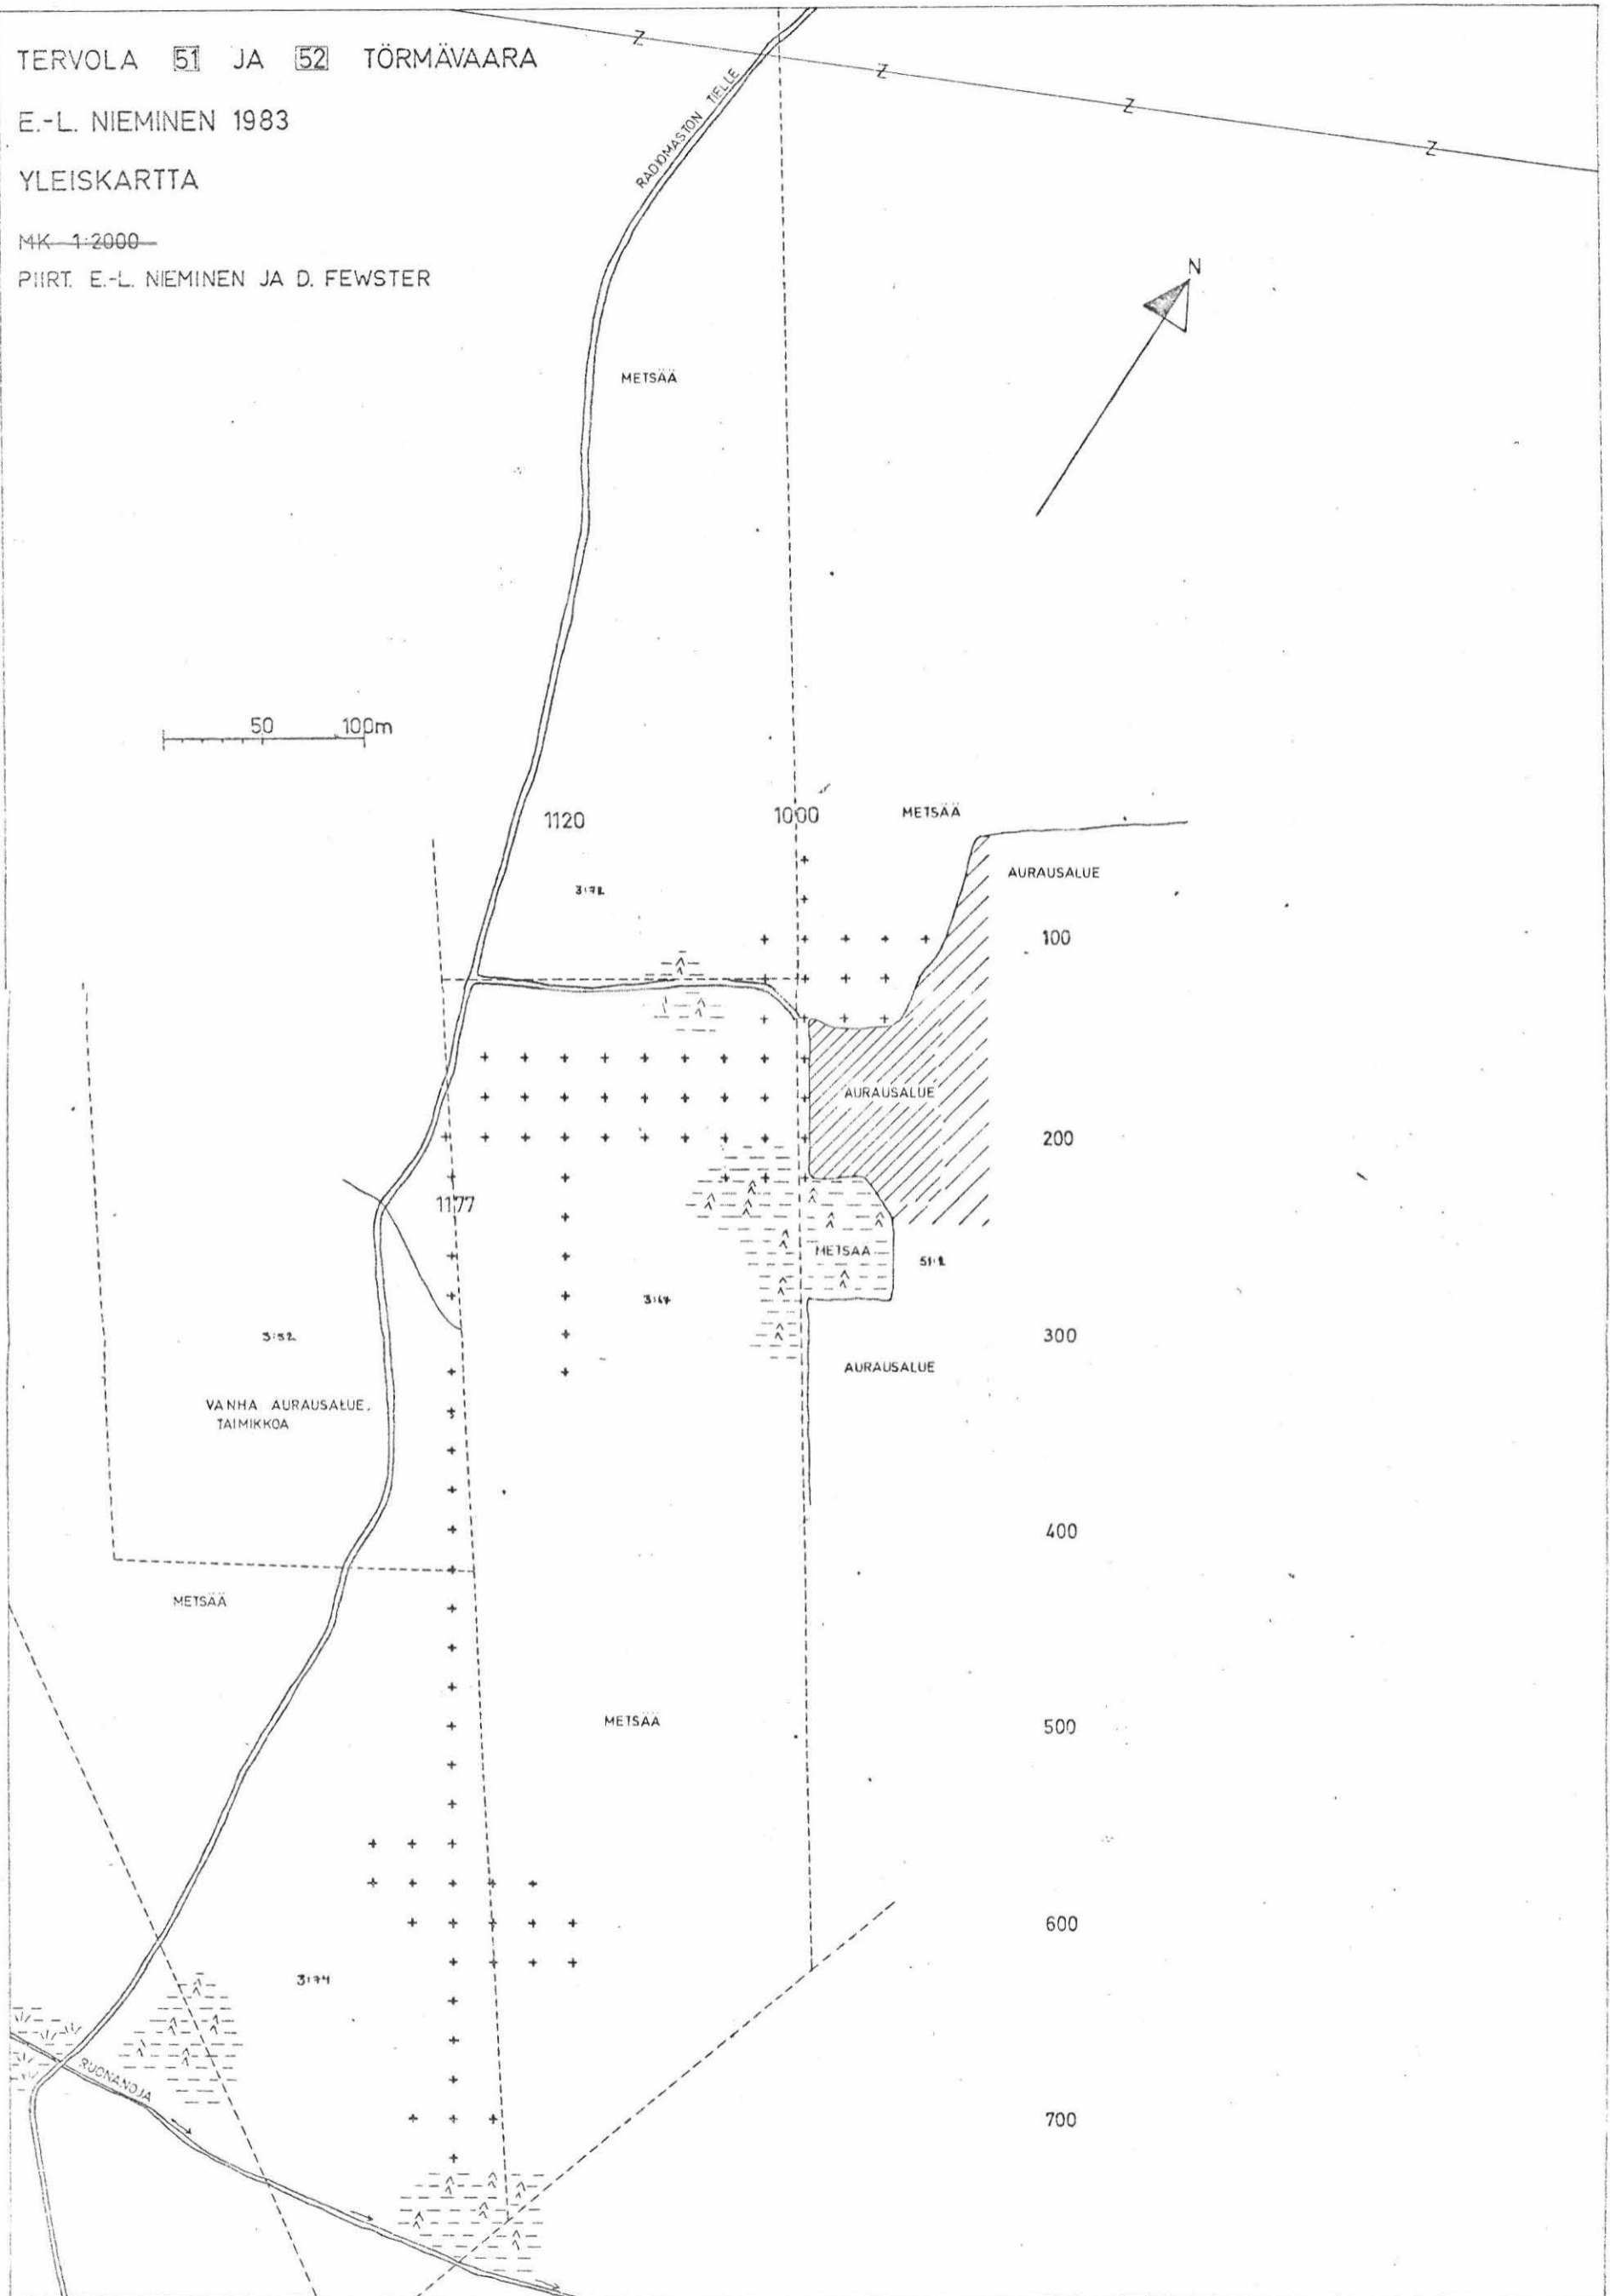 TERVOLA 51 JA 52 TÖRMÄVAARA
E.-L. NIEMINEN 1983
YLEISKARTTA
MK 1:2000
PIIRT. E.-L. NIEMINEN JA D. FEWSTER
Z
Z
Z
Z
RADIOMASTON TIELLE
N
METSÄÄ
50 100m
1120
1000
METSÄÄ
3:72
AURAUSALUE
100
AURAUSALUE
200
1177
METSÄÄ
51:2
3:67
3:52
300
AURAUSALUE
VANHA AURAUSALUE.
TAIMIKKOA
400
METSÄÄ
METSÄÄ
500
600
3:74
RUONANOJA
700